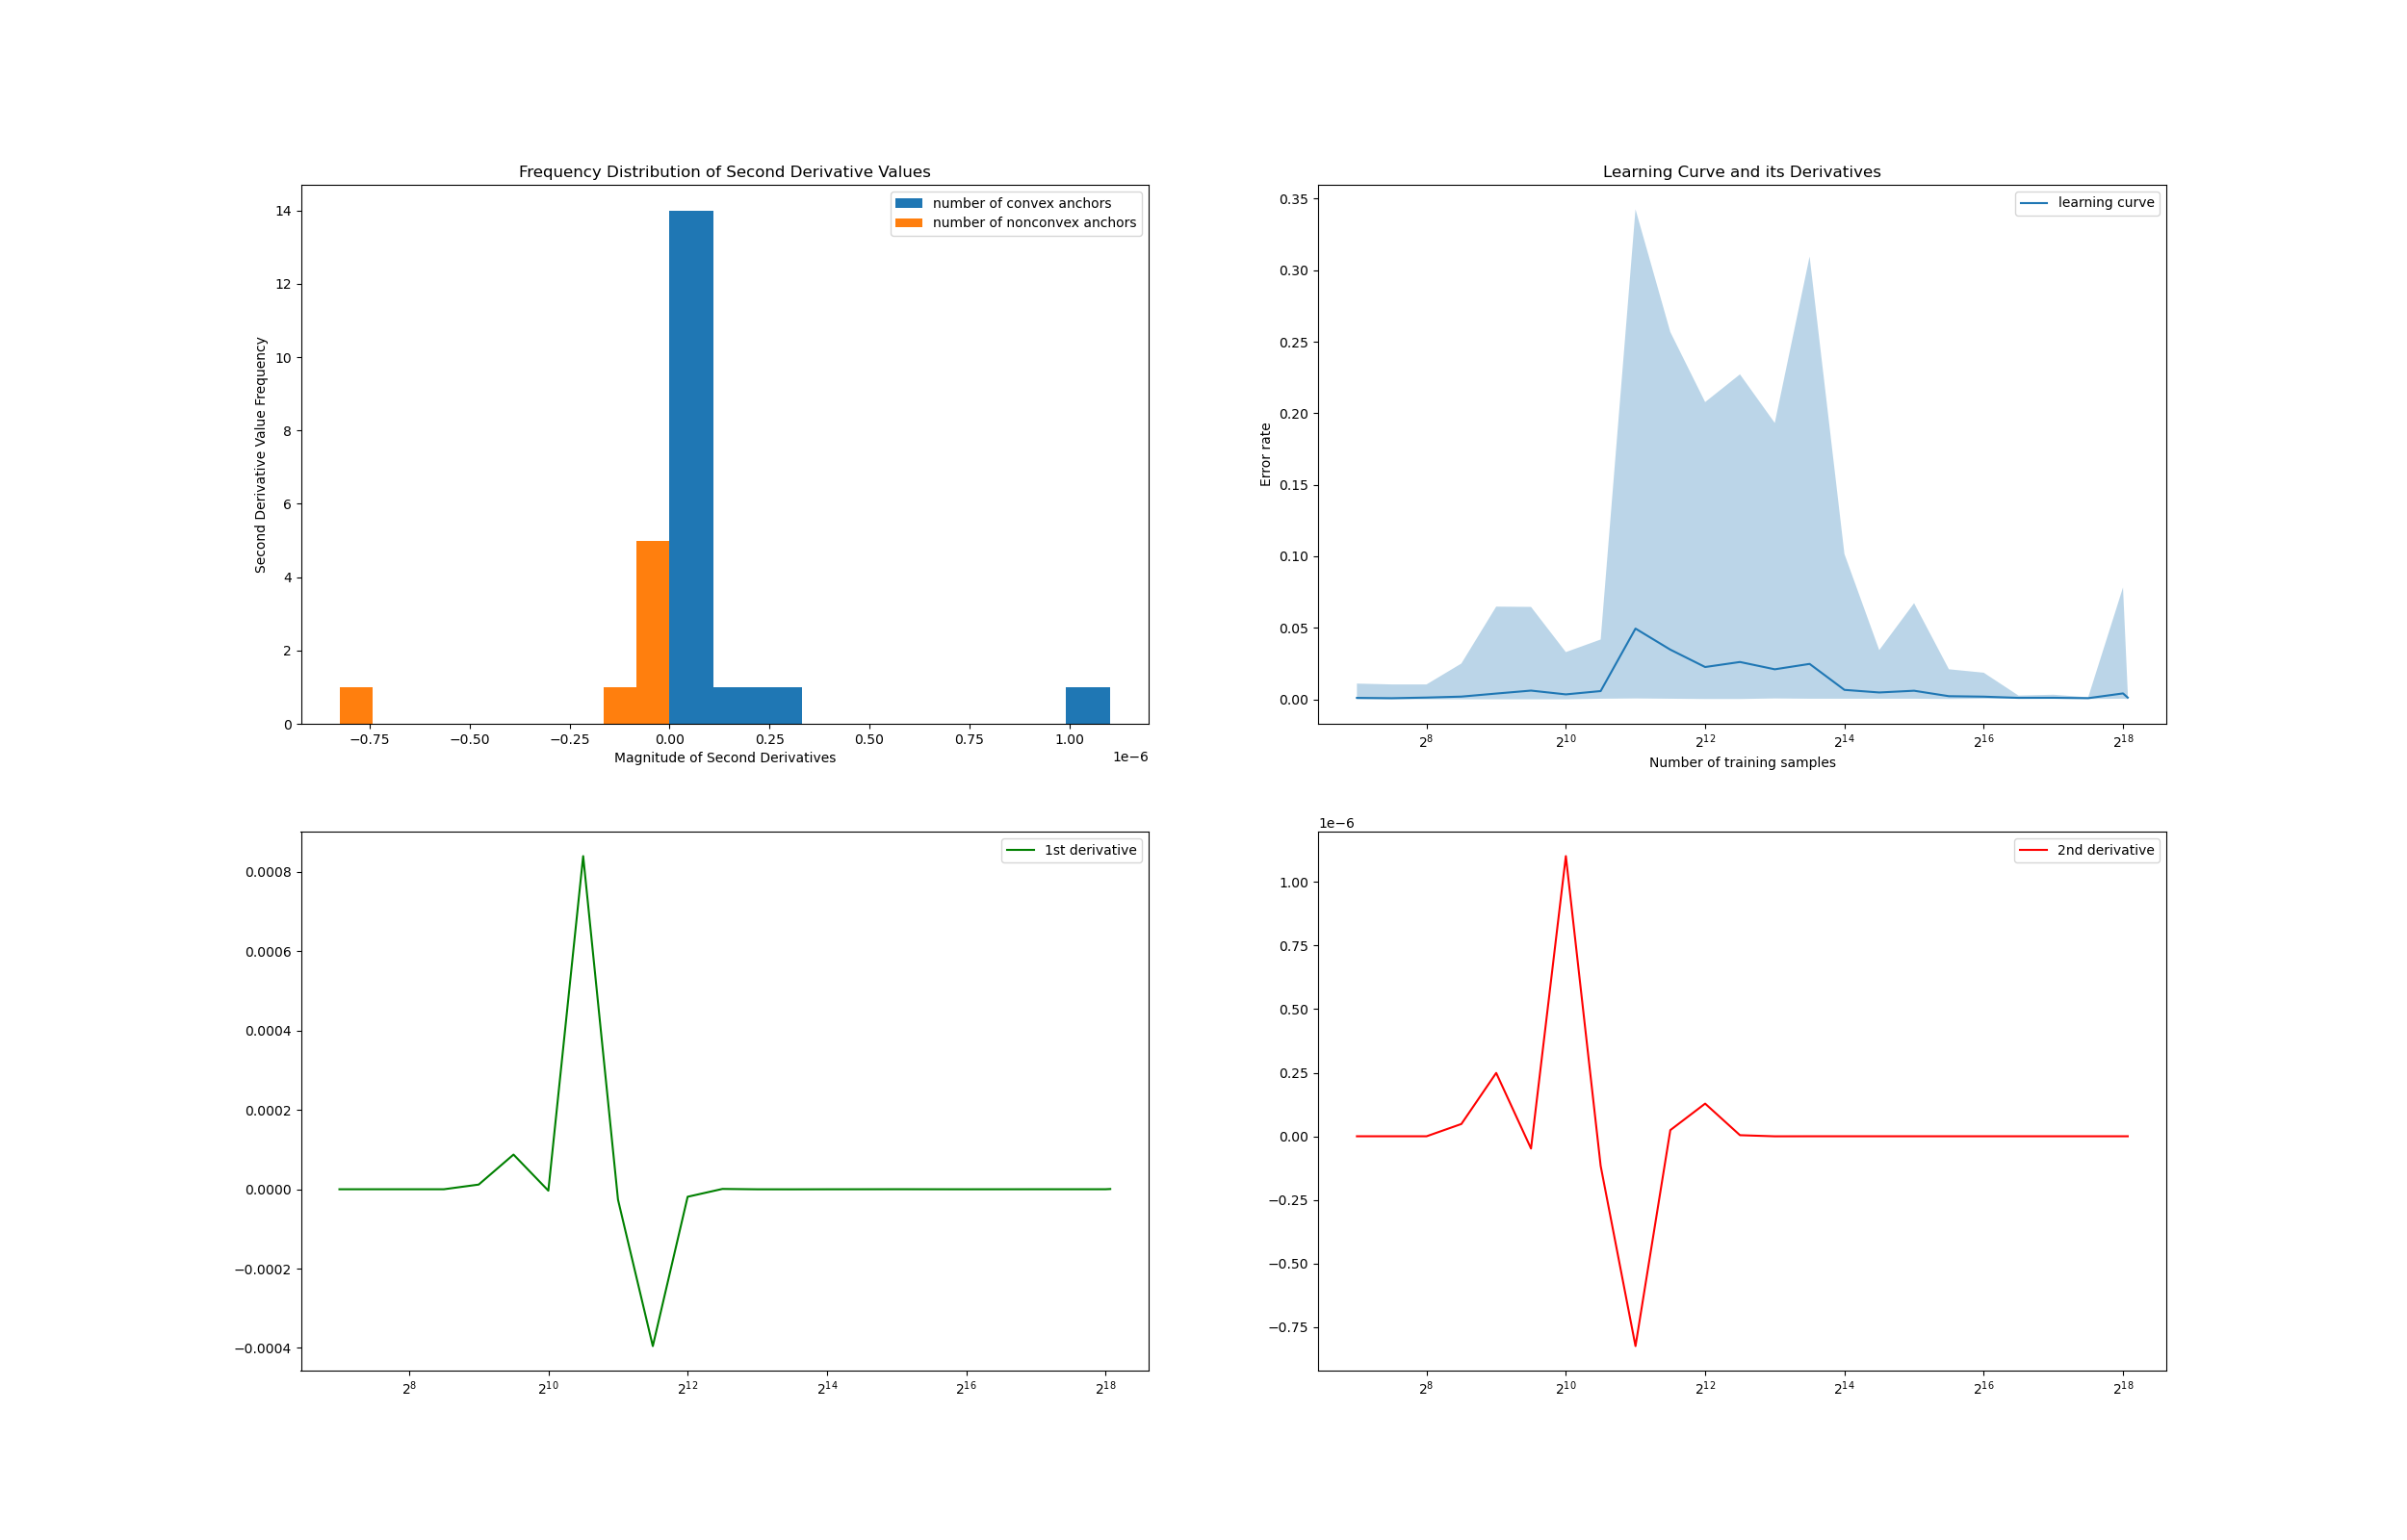 Frequency Distribution of Second Derivative Values
number of convex anchors
number of nonconvex anchors
Second Derivative Value Frequency
14
12
10
8
6
4
2
0
−0.75 −0.50 −0.25 0.00 0.25 0.50 0.75 1.00
1e−6
Magnitude of Second Derivatives
Learning Curve and its Derivatives
learning curve
Error rate
0.35
0.30
0.25
0.20
0.15
0.10
0.05
0.00
2^8 2^10 2^12 2^14 2^16 2^18
Number of training samples
1st derivative
0.0008
0.0006
0.0004
0.0002
0.0000
−0.0002
−0.0004
2^8 2^10 2^12 2^14 2^16 2^18
1e−6
2nd derivative
1.00
0.75
0.50
0.25
0.00
−0.25
−0.50
−0.75
2^8 2^10 2^12 2^14 2^16 2^18